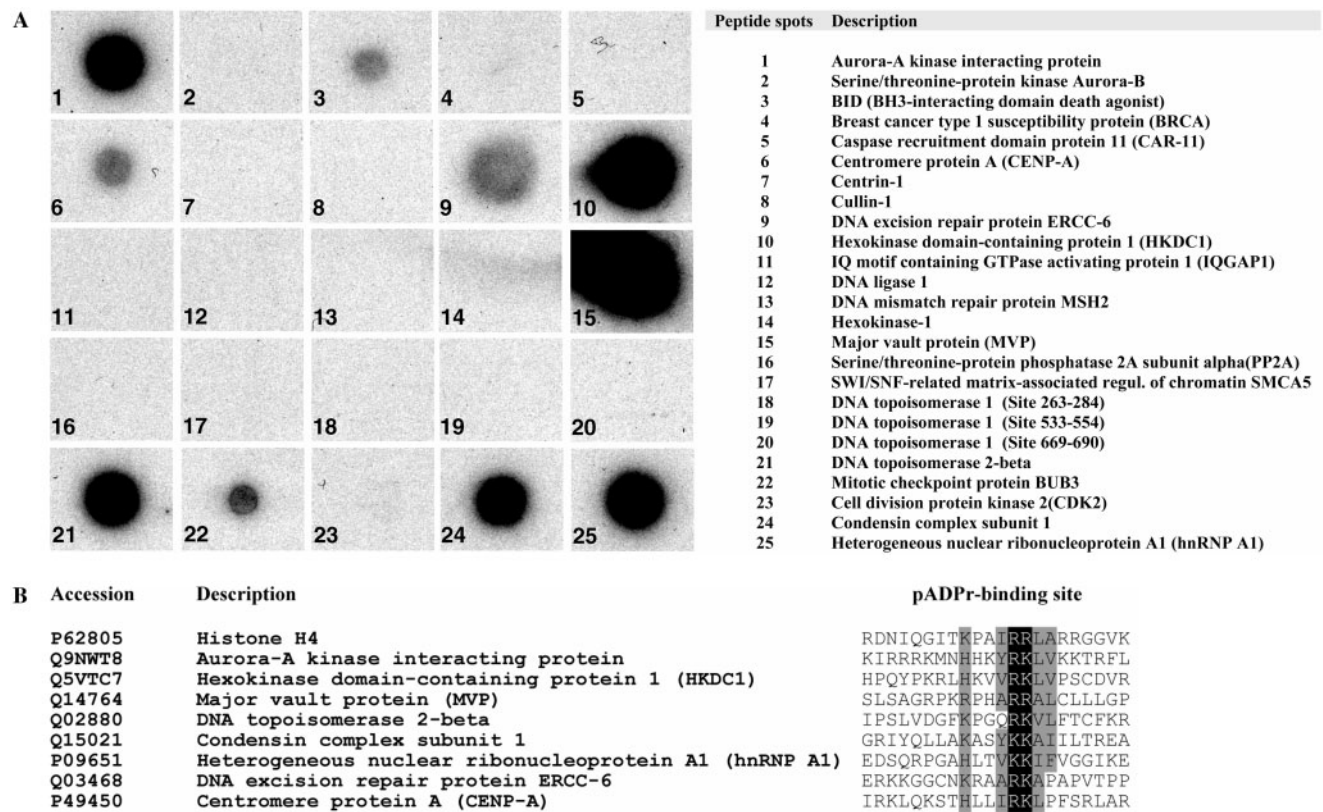 A
Peptide spots Description
1 Aurora-A kinase interacting protein
2 Serine/threonine-protein kinase Aurora-B
3 BID (BH3-interacting domain death agonist)
4 Breast cancer type 1 susceptibility protein (BRCA)
5 Caspase recruitment domain protein 11 (CAR-11)
6 Centromere protein A (CENP-A)
7 Centrin-1
8 Cullin-1
9 DNA excision repair protein ERCC-6
10 Hexokinase domain-containing protein 1 (HKDC1)
11 IQ motif containing GTPase activating protein 1 (IQGAP1)
12 DNA ligase 1
13 DNA mismatch repair protein MSH2
14 Hexokinase-1
15 Major vault protein (MVP)
16 Serine/threonine-protein phosphatase 2A subunit alpha(PP2A)
17 SWI/SNF-related matrix-associated regul. of chromatin SMCA5
18 DNA topoisomerase 1 (Site 263-284)
19 DNA topoisomerase 1 (Site 533-554)
20 DNA topoisomerase 1 (Site 669-690)
21 DNA topoisomerase 2-beta
22 Mitotic checkpoint protein BUB3
23 Cell division protein kinase 2(CDK2)
24 Condensin complex subunit 1
25 Heterogeneous nuclear ribonucleoprotein A1 (hnRNP A1)
1 2 3 4 5
6 7 8 9 10
11 12 13 14 15
16 17 18 19 20
21 22 23 24 25
B Accession Description pADPr-binding site
P62805 Histone H4 RDNIQGITKPAIRRLARRGGVK
Q9NWT8 Aurora-A kinase interacting protein KIRRRKMNHHKYRKLVKKTRFL
Q5VTC7 Hexokinase domain-containing protein 1 (HKDC1) HPQYPKRLHKVVRKLVPSCDVR
Q14764 Major vault protein (MVP) SLSAGRPKRPHARRALCLLLGP
Q02880 DNA topoisomerase 2-beta IPSLVDGFKPGQRKVLFTCFKR
Q15021 Condensin complex subunit 1 GRIYQLLAKASYKKAIILTREA
P09651 Heterogeneous nuclear ribonucleoprotein A1 (hnRNP A1) EDSQRPGAHLTVKKIFVGGIKE
Q03468 DNA excision repair protein ERCC-6 ERKKGGCNKRAARKAPAPVTPP
P49450 Centromere protein A (CENP-A) IRKLQKSTHLLIRKLPFSRLAR